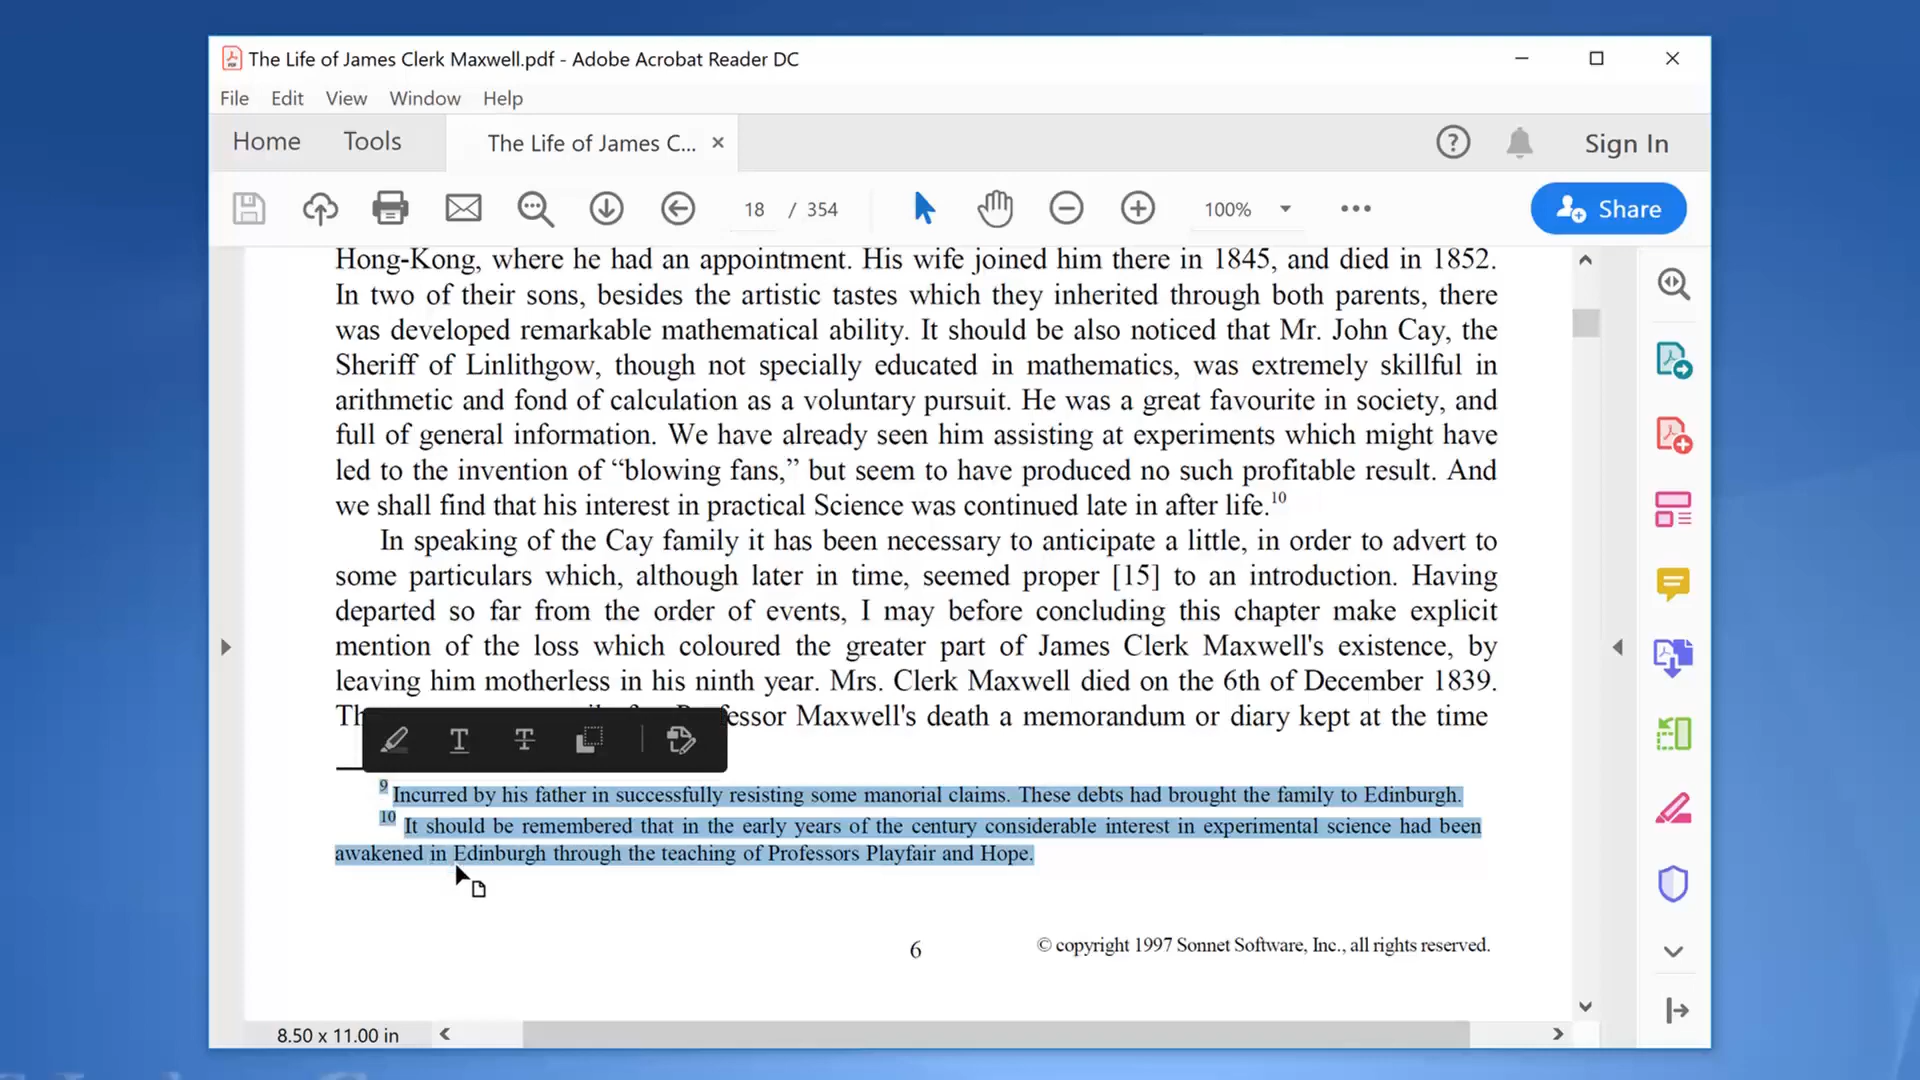 The Life of James Clerk Maxwell.pdf - Adobe Acrobat Reader DC
File Edit View Window Help
Home Tools The Life of James C... Sign In
18 / 354 100% Share
Hong-Kong, where he had an appointment. His wife joined him there in 1845, and died in 1852.
In two of their sons, besides the artistic tastes which they inherited through both parents, there
was developed remarkable mathematical ability. It should be also noticed that Mr. John Cay, the
Sheriff of Linlithgow, though not specially educated in mathematics, was extremely skillful in
arithmetic and fond of calculation as a voluntary pursuit. He was a great favourite in society, and
full of general information. We have already seen him assisting at experiments which might have
led to the invention of “blowing fans,” but seem to have produced no such profitable result. And
we shall find that his interest in practical Science was continued late in after life.10
In speaking of the Cay family it has been necessary to anticipate a little, in order to advert to
some particulars which, although later in time, seemed proper [15] to an introduction. Having
departed so far from the order of events, I may before concluding this chapter make explicit
mention of the loss which coloured the greater part of James Clerk Maxwell's existence, by
leaving him motherless in his ninth year. Mrs. Clerk Maxwell died on the 6th of December 1839.
Maxwell's death a memorandum or diary kept at the time
9 Incurred by his father in successfully resisting some manorial claims. These debts had brought the family to Edinburgh.
10 It should be remembered that in the early years of the century considerable interest in experimental science had been
awakened in Edinburgh through the teaching of Professors Playfair and Hope.
6 © copyright 1997 Sonnet Software, Inc., all rights reserved.
8.50 x 11.00 in